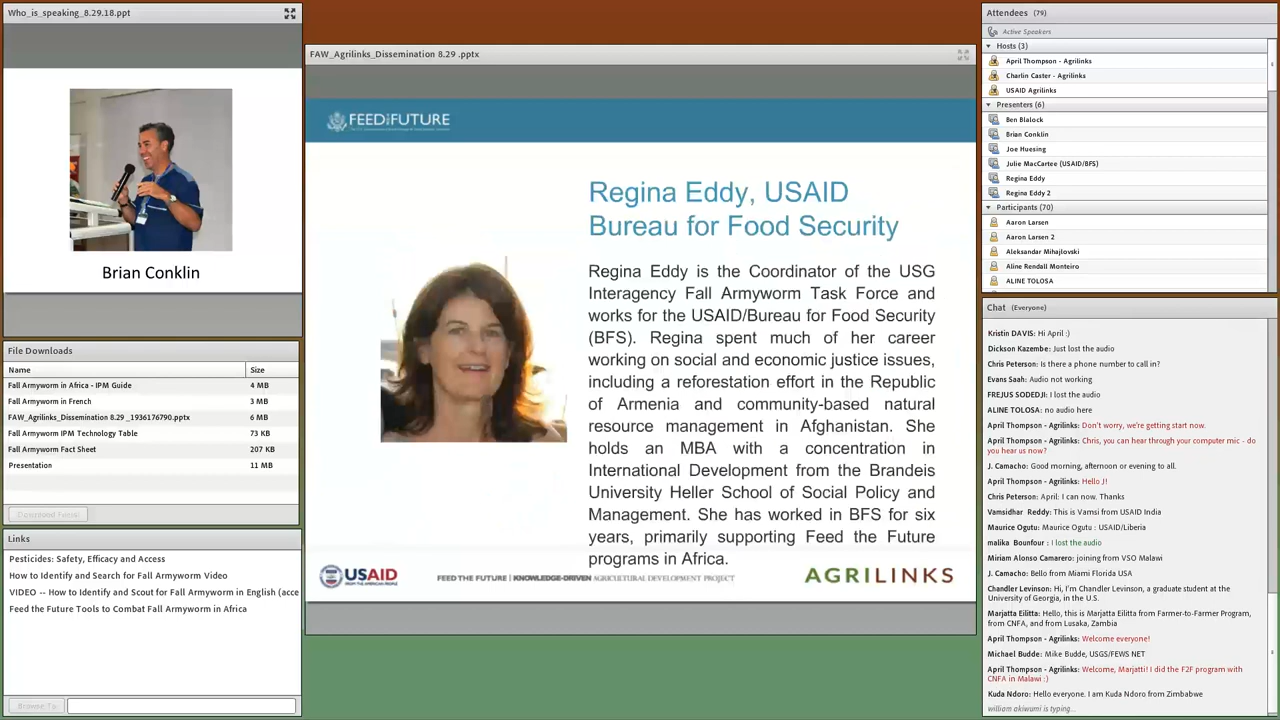 Who_is_speaking_8.29.18.ppt
Brian Conklin
File Downloads
Name Size
Fall Armyworm in Africa - IPM Guide 4 MB
Fall Armyworm in French 3 MB
FAW_Agrilinks_Dissemination 8.29 _1936176790.pptx 6 MB
Fall Armyworm IPM Technology Table 73 KB
Fall Armyworm Fact Sheet 207 KB
Presentation 11 MB
Links
Pesticides: Safety, Efficacy and Access
How to Identify and Search for Fall Armyworm Video
VIDEO -- How to Identify and Scout for Fall Armyworm in English (acce
Feed the Future Tools to Combat Fall Armyworm in Africa
Browse To
FAW_Agrilinks_Dissemination 8.29 .pptx
FEED THE FUTURE
Regina Eddy, USAID
Bureau for Food Security
Regina Eddy is the Coordinator of the USG
Interagency Fall Armyworm Task Force and
works for the USAID/Bureau for Food Security
(BFS). Regina spent much of her career
working on social and economic justice issues,
including a reforestation effort in the Republic
of Armenia and community-based natural
resource management in Afghanistan. She
holds an MBA with a concentration in
International Development from the Brandeis
University Heller School of Social Policy and
Management. She has worked in BFS for six
years, primarily supporting Feed the Future
programs in Africa.
USAID
FROM THE AMERICAN PEOPLE
FEED THE FUTURE | KNOWLEDGE-DRIVEN AGRICULTURAL DEVELOPMENT PROJECT
AGRILINKS
Attendees (79)
Active Speakers
Hosts (3)
April Thompson - Agrilinks
Charlin Caster - Agrilinks
USAID Agrilinks
Presenters (6)
Ben Blalock
Brian Conklin
Joe Huesing
Julie MacCartee (USAID/BFS)
Regina Eddy
Regina Eddy 2
Participants (70)
Aaron Larsen
Aaron Larsen 2
Aleksandar Mihajlovski
Aline Rendall Monteiro
ALINE TOLOSA
Chat (Everyone)
Kristin DAVIS: Hi April :)
Dickson Kazembe: Just lost the audio
Chris Peterson: Is there a phone number to call in?
Evans Saah: Audio not working
FREJUS SODEDJI: I lost the audio
ALINE TOLOSA: no audio here
April Thompson - Agrilinks: Don't worry, we're getting start now.
April Thompson - Agrilinks: Chris, you can hear through your computer mic - do
you hear us now?
J. Camacho: Good morning, afternoon or evening to all.
April Thompson - Agrilinks: Hello J!
Chris Peterson: April: I can now. Thanks
Vamsidhar Reddy: This is Vamsi from USAID India
Maurice Ogutu: Maurice Ogutu : USAID/Liberia
malika Bounfour : I lost the audio
Miriam Alonso Camarero: joining from VSO Malawi
J. Camacho: Bello from Miami Florida USA
Chandler Levinson: Hi, I'm Chandler Levinson, a graduate student at the
University of Georgia, in the U.S.
Marjatta Eilitta: Hello, this is Marjatta Eilitta from Farmer-to-Farmer Program,
from CNFA, and from Lusaka, Zambia
April Thompson - Agrilinks: Welcome everyone!
Michael Budde: Mike Budde, USGS/FEWS NET
April Thompson - Agrilinks: Welcome, Marjatti! I did the F2F program with
CNFA in Malawi :)
Kuda Ndoro: Hello everyone. I am Kuda Ndoro from Zimbabwe
william akiwumi is typing...